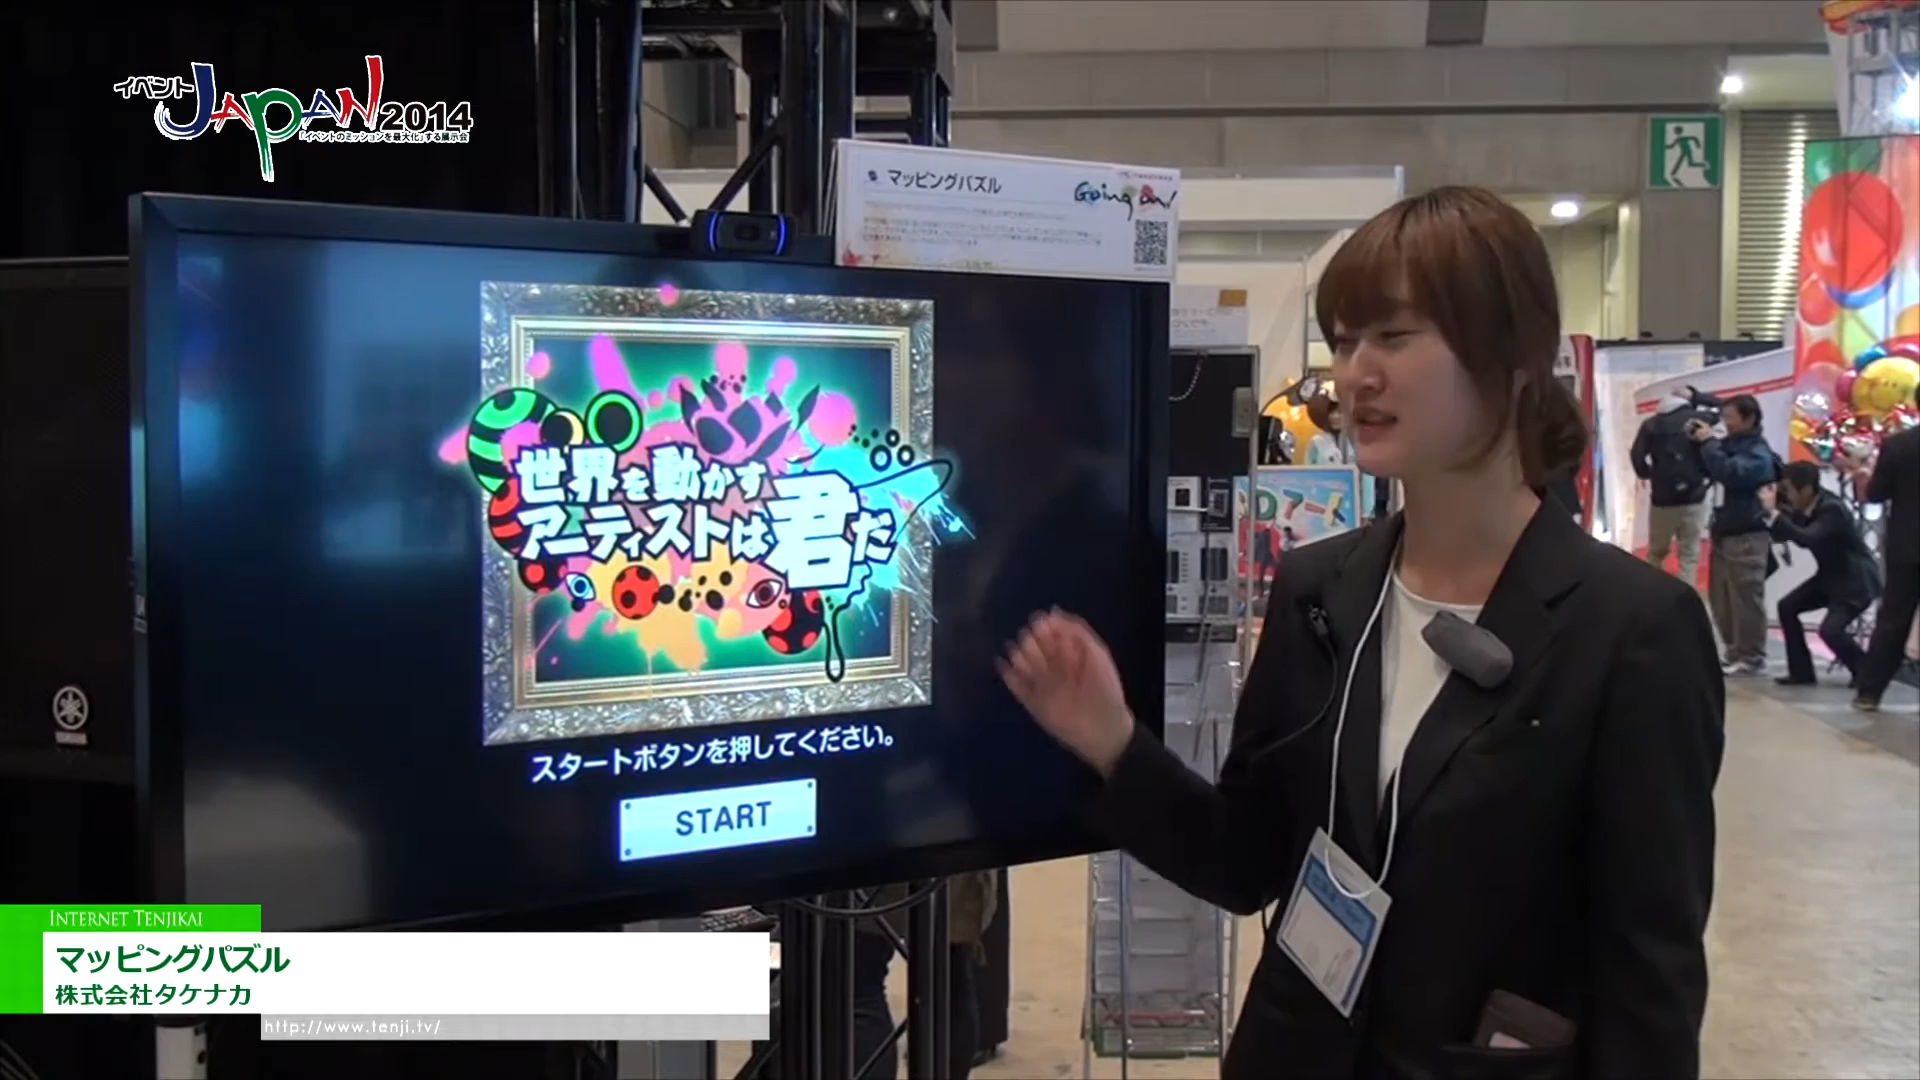 イベント
JAPAN 2014
「イベントのミッションを最大化」する展示会
マッピングパズル
Going on!
世界を動かす
アーティストは君だ
スタートボタンを押してください。
START
YAMAHA
INTERNET TENJIKAI
マッピングパズル
株式会社タケナカ
http://www.tenji.tv/